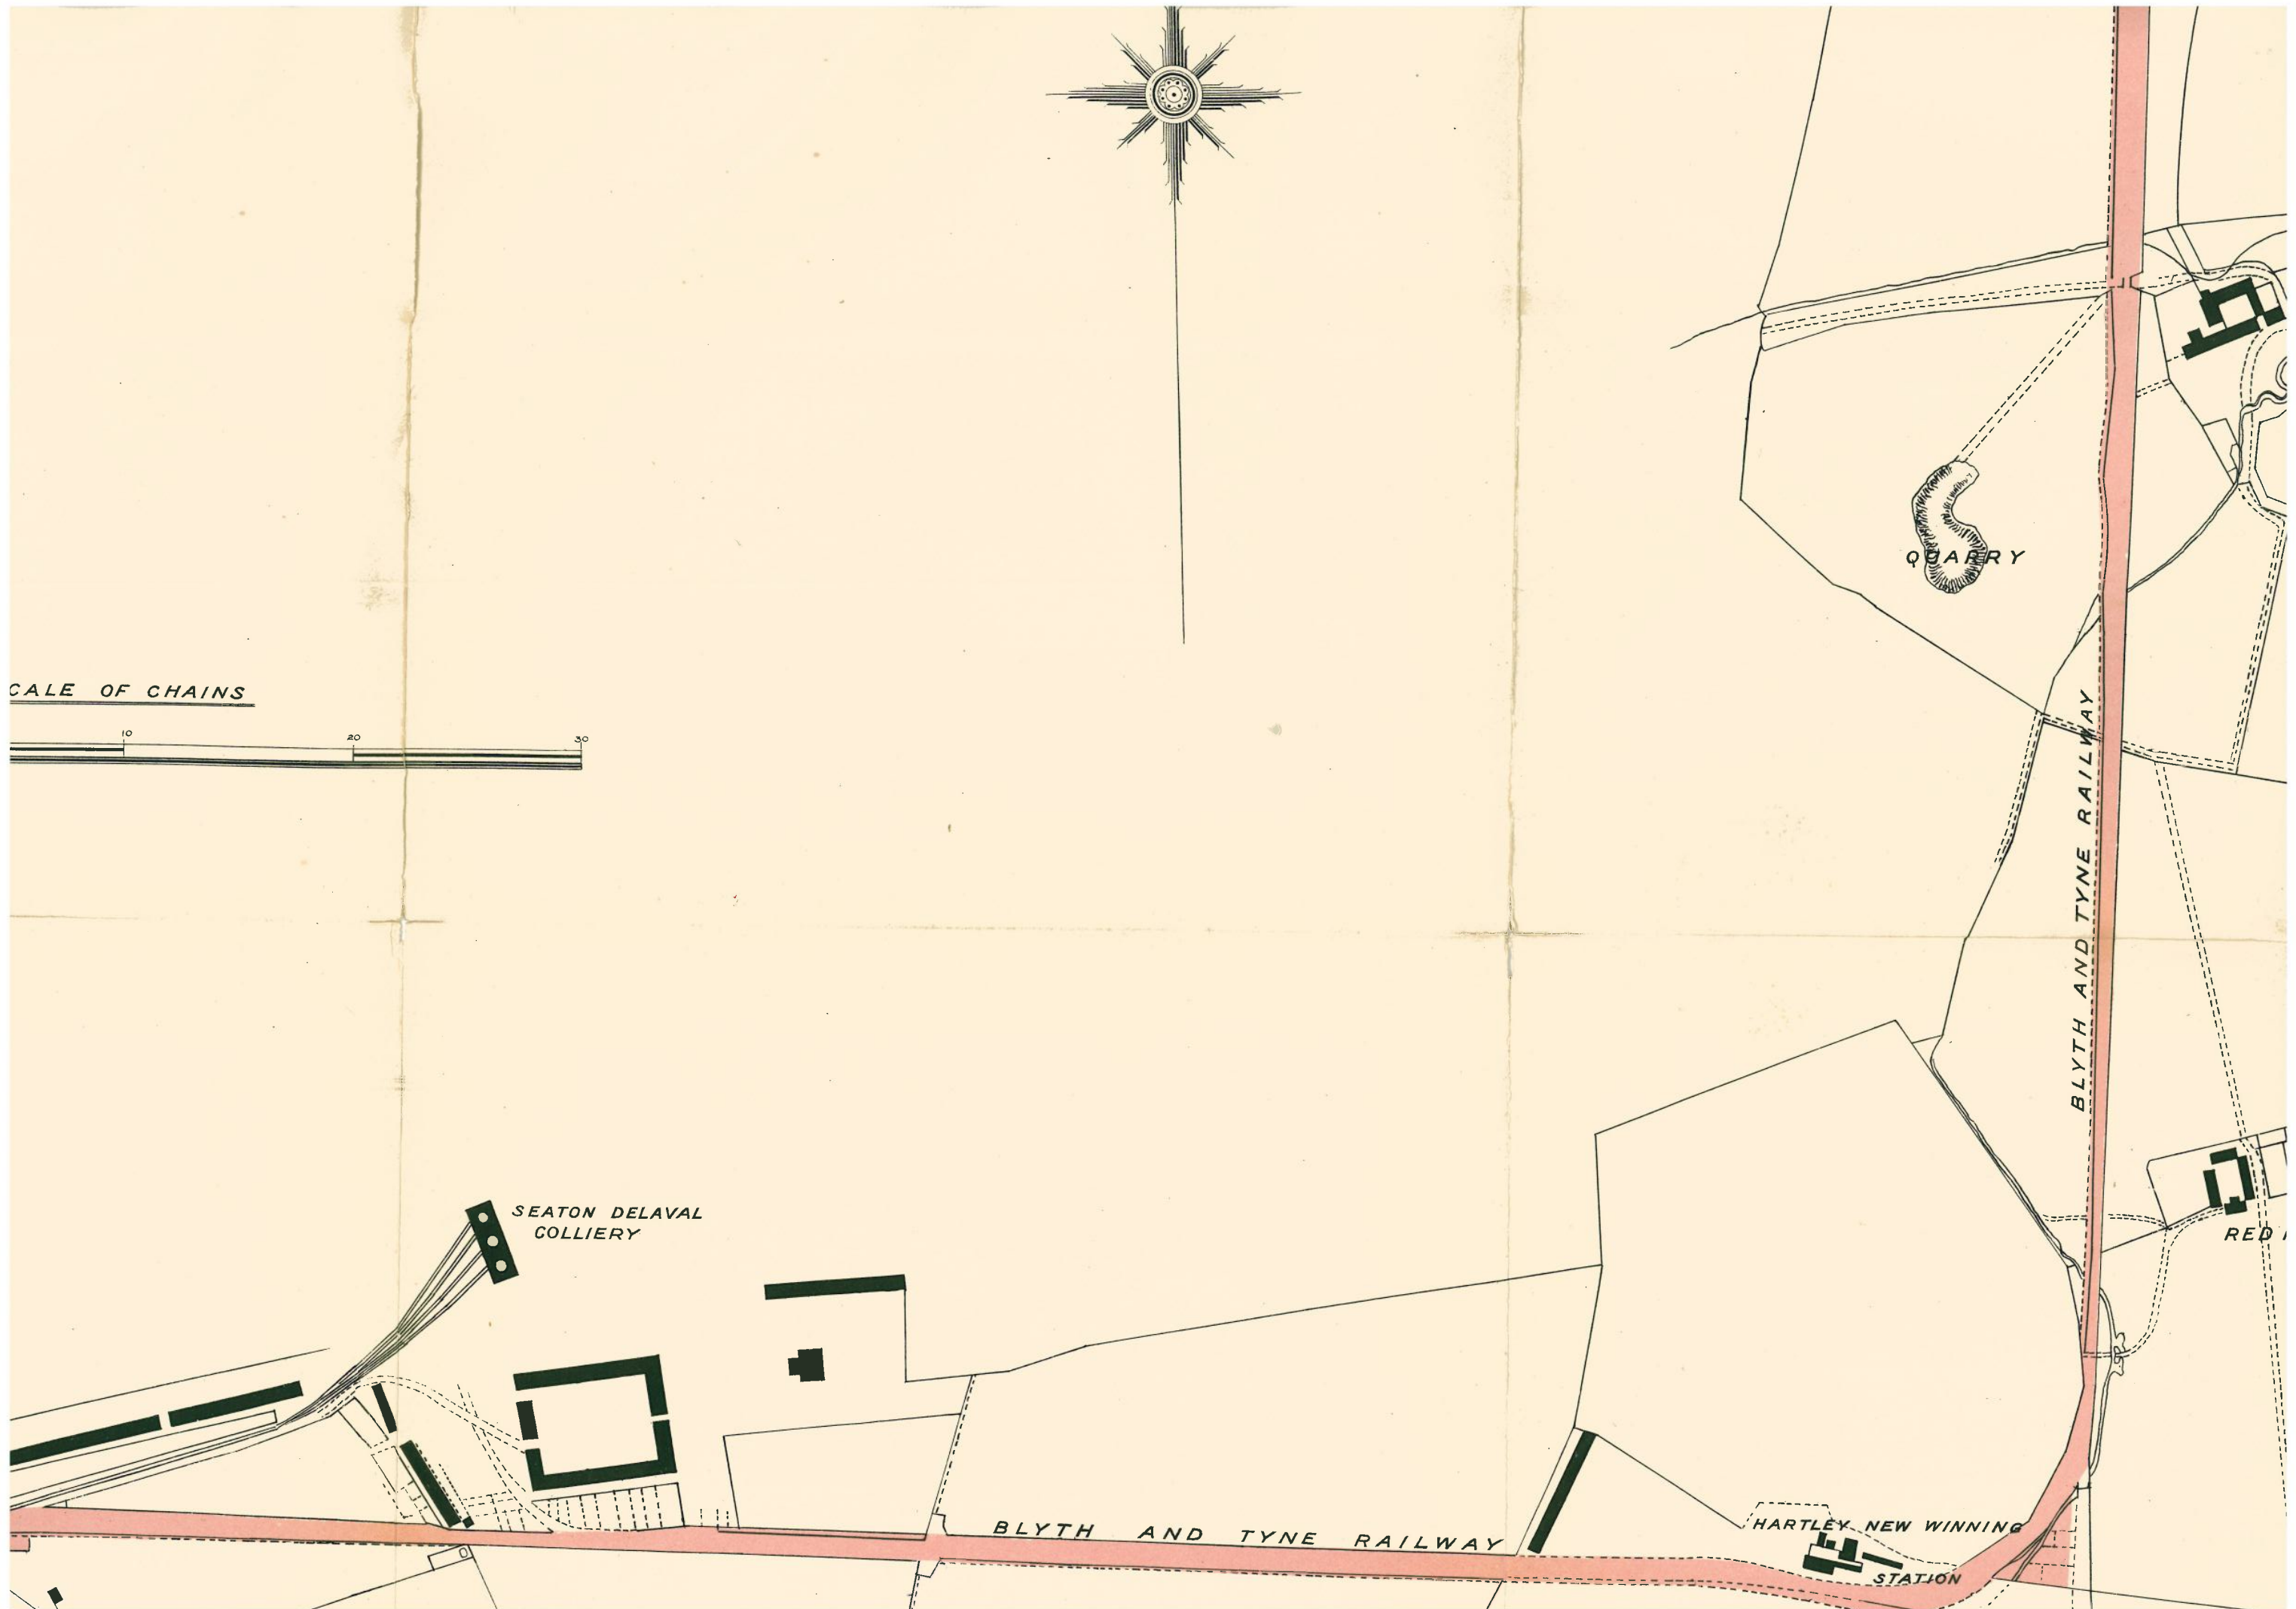 CALE OF CHAINS
10 20 30
QUARRY
BLYTH AND TYNE RAILWAY
SEATON DELAVAL
COLLIERY
RED
BLYTH AND TYNE RAILWAY
HARTLEY NEW WINNING
STATION